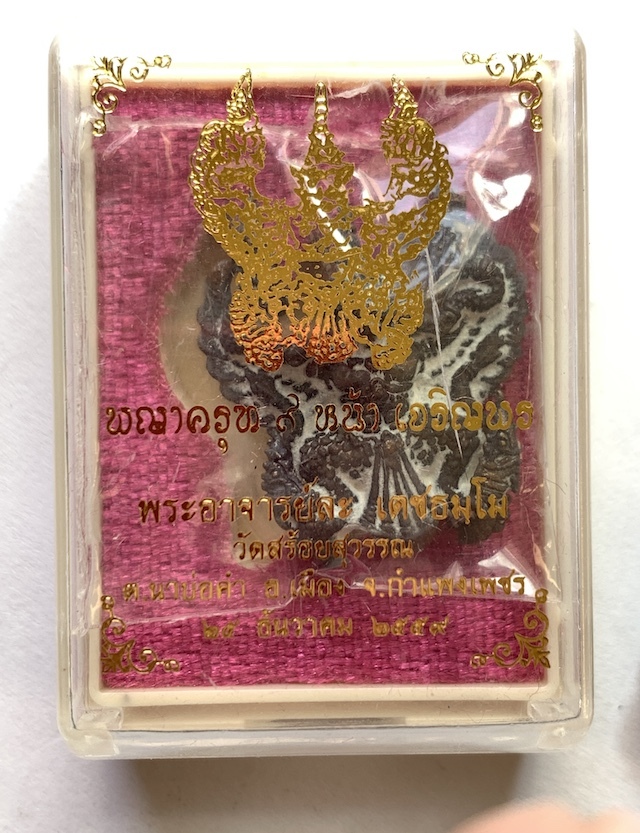 พญาครุฑ ๙ หน้า เจริญพร
พระอาจารย์ละ เตชธมฺโม
วัดสร้อยสุวรรณ
ต.นาบ่อคำ อ.เมือง จ.กำแพงเพชร
๒๙ ธันวาคม ๒๕๕๙